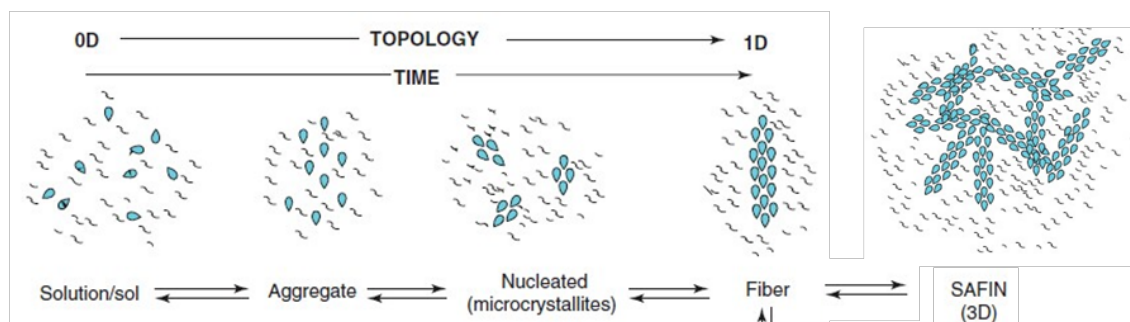 0D TOPOLOGY 1D
TIME
Solution/sol Aggregate Nucleated (microcrystallites) Fiber SAFIN (3D)